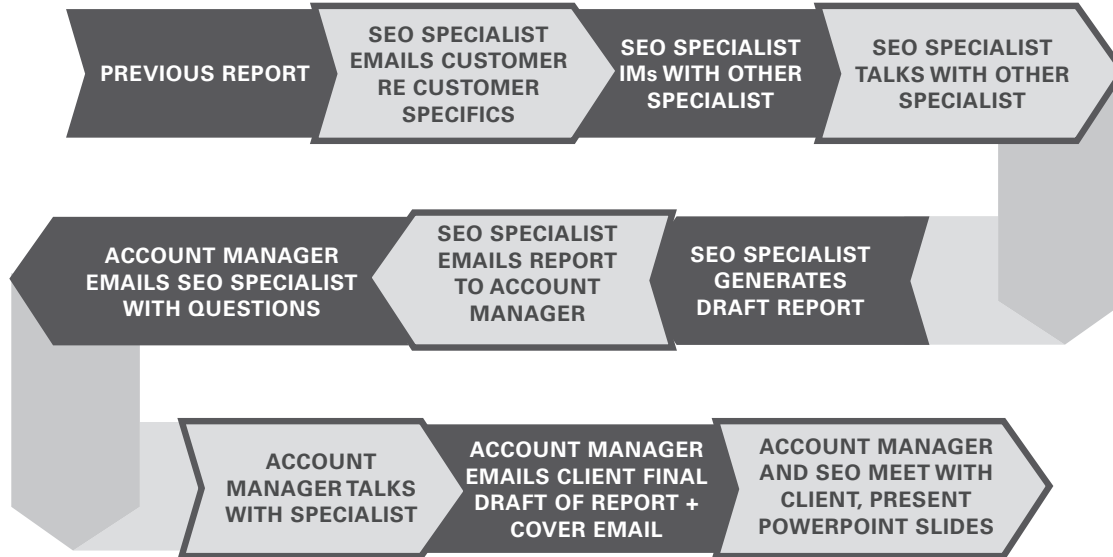 PREVIOUS REPORT
SEO SPECIALIST
EMAILS CUSTOMER
RE CUSTOMER
SPECIFICS
SEO SPECIALIST
IMs WITH OTHER
SPECIALIST
SEO SPECIALIST
TALKS WITH OTHER
SPECIALIST
SEO SPECIALIST
GENERATES
DRAFT REPORT
SEO SPECIALIST
EMAILS REPORT
TO ACCOUNT
MANAGER
ACCOUNT MANAGER
EMAILS SEO SPECIALIST
WITH QUESTIONS
ACCOUNT
MANAGER TALKS
WITH SPECIALIST
ACCOUNT MANAGER
EMAILS CLIENT FINAL
DRAFT OF REPORT +
COVER EMAIL
ACCOUNT MANAGER
AND SEO MEET WITH
CLIENT, PRESENT
POWERPOINT SLIDES